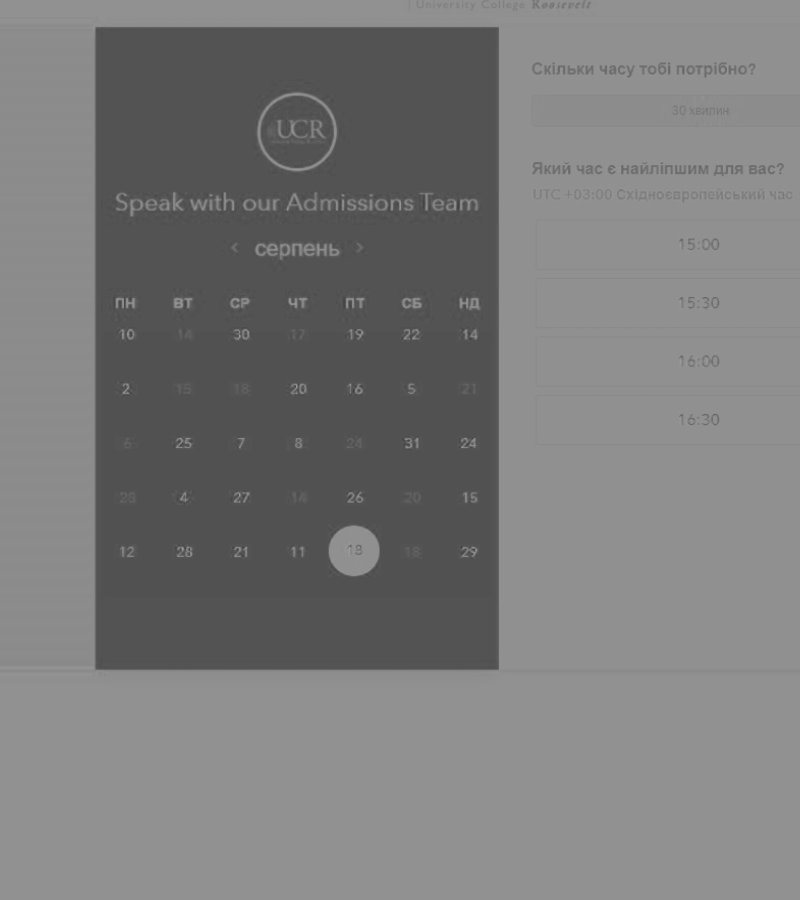 University College Roosevelt
UCR
Speak with our Admissions Team
< серпень >
ПН ВТ СР ЧТ ПТ СБ НД
10 14 30 17 19 22 14
2 15 18 20 16 5 21
6 25 7 8 24 31 24
28 4 27 14 26 20 15
12 28 21 11 18 18 29
Скільки часу тобі потрібно?
30 хвилин
Який час є найліпшим для вас?
UTC +03:00 Східноєвропейський час
15:00
15:30
16:00
16:30